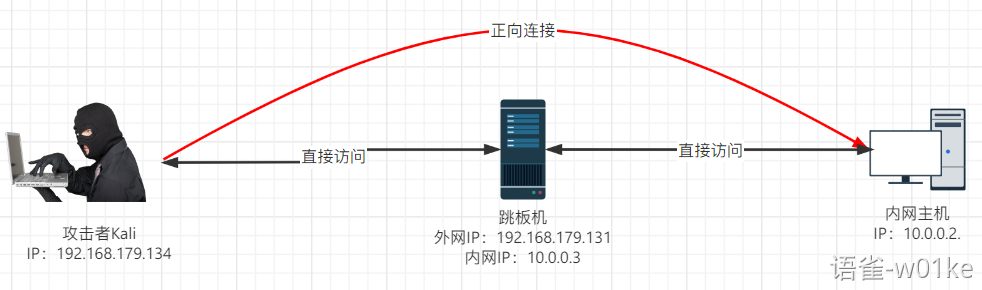 正向连接
直接访问
直接访问
攻击者Kali
IP：192.168.179.134
跳板机
外网IP：192.168.179.131
内网IP：10.0.0.3
内网主机
IP：10.0.0.2.
语雀-w01ke